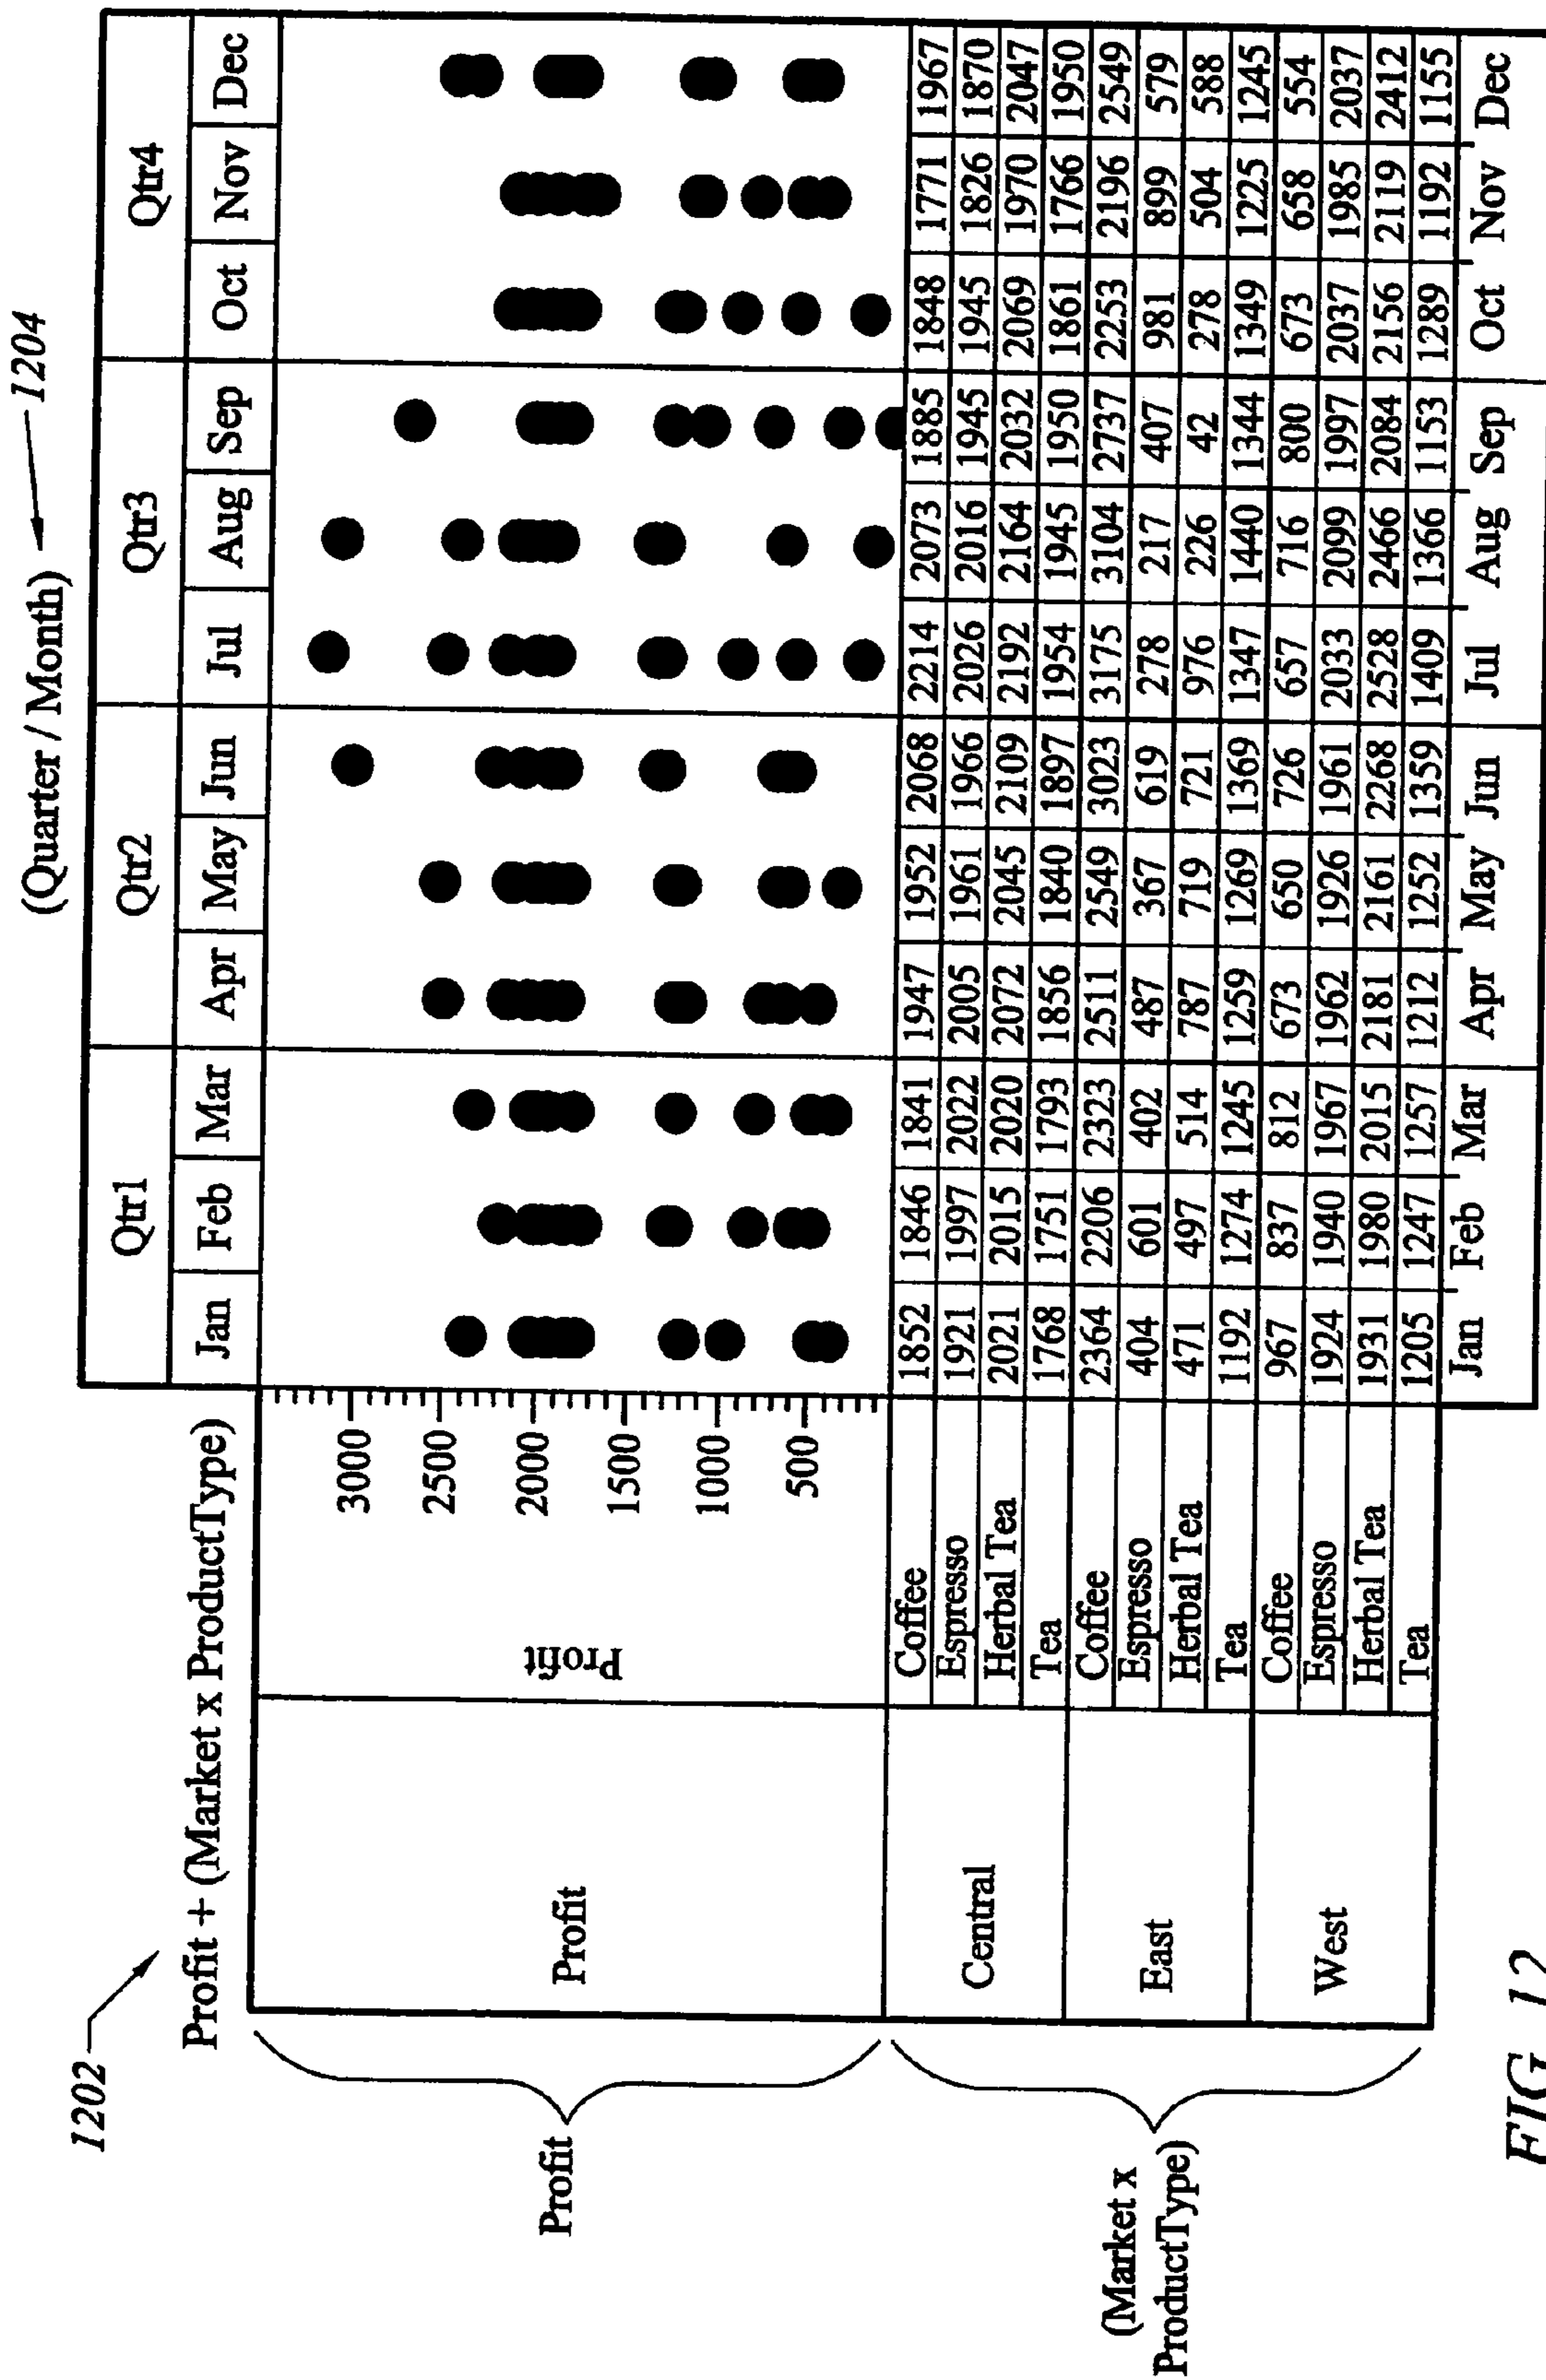 (Quarter / Month) 1204
1202
Profit + (Market x ProductType)
Qtr1 Qtr2 Qtr3 Qtr4
Jan Feb Mar Apr May Jun Jul Aug Sep Oct Nov Dec
Profit
Profit
Profit
3000
2500
2000
1500
1000
500
(Market x
ProductType)
Central
Coffee 1852 1846 1841 1947 1952 2068 2214 2073 1885 1848 1771 1967
Espresso 1921 1997 2022 2005 1961 1966 2026 2016 1945 1945 1826 1870
Herbal Tea 2021 2015 2020 2072 2045 2109 2192 2164 2032 2069 1970 2047
Tea 1768 1751 1793 1856 1840 1897 1954 1945 1950 1861 1766 1950
East
Coffee 2364 2206 2323 2511 2549 3023 3175 3104 2737 2253 2196 2549
Espresso 404 601 402 487 367 619 278 217 407 981 899 579
Herbal Tea 471 497 514 787 719 721 976 226 42 278 504 588
Tea 1192 1274 1245 1259 1269 1369 1347 1440 1344 1349 1225 1245
West
Coffee 967 837 812 673 650 726 657 716 800 673 658 554
Espresso 1924 1940 1967 1962 1926 1961 2033 2099 1997 2037 1985 2037
Herbal Tea 1931 1980 2015 2181 2161 2268 2528 2466 2084 2156 2119 2412
Tea 1205 1247 1257 1212 1252 1359 1409 1366 1153 1289 1192 1155
Jan Feb Mar Apr May Jun Jul Aug Sep Oct Nov Dec
FIG. 12